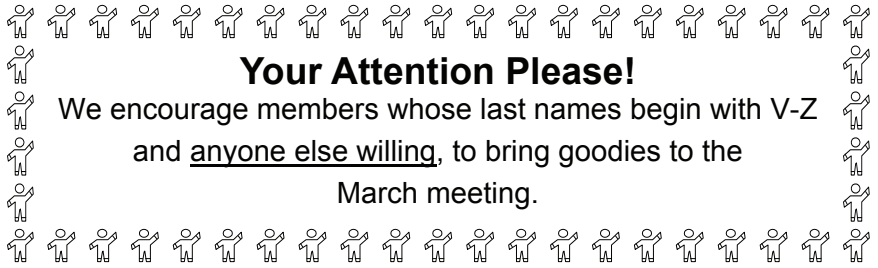 Your Attention Please!
We encourage members whose last names begin with V-Z
and anyone else willing, to bring goodies to the
March meeting.